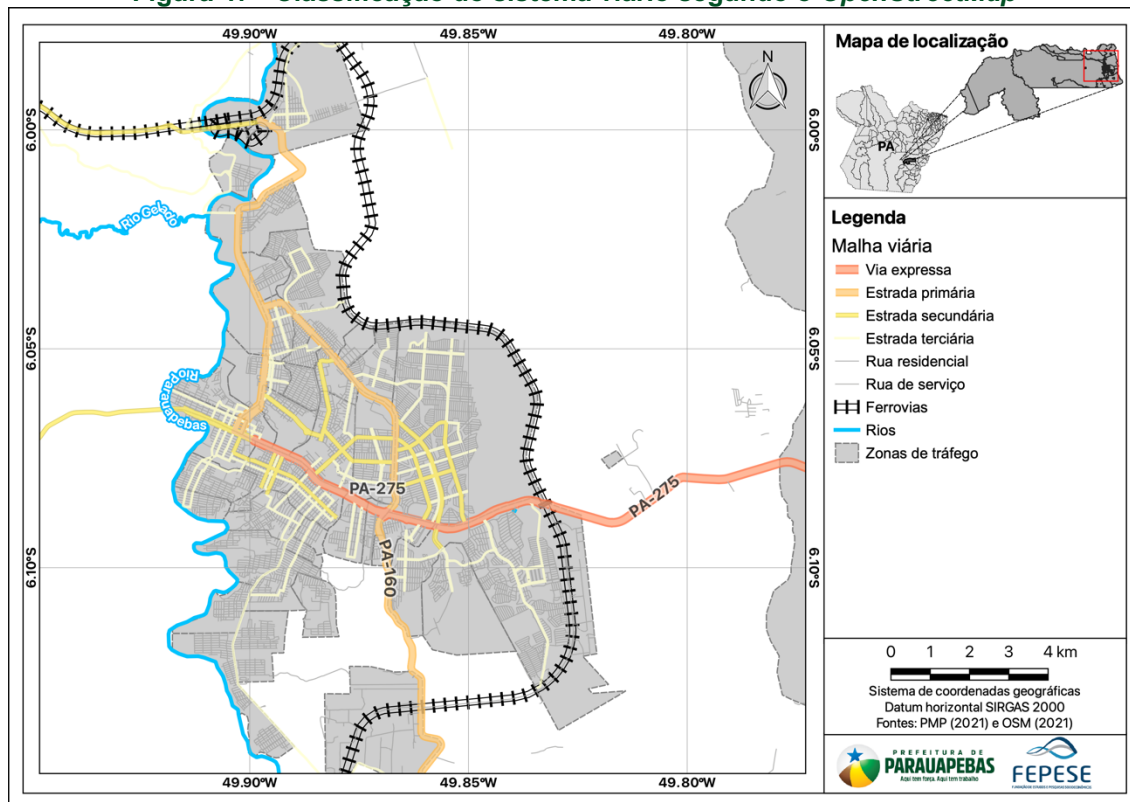 49.90°W 49.85°W 49.80°W
6.00°S 6.00°S
6.05°S 6.05°S
6.10°S 6.10°S
49.90°W 49.85°W 49.80°W
N
Rio Gelado
Rio Parauapebas
PA-275
PA-275
PA-160
Mapa de localização
PA
Legenda
Malha viária
Via expressa
Estrada primária
Estrada secundária
Estrada terciária
Rua residencial
Rua de serviço
Ferrovias
Rios
Zonas de tráfego
0 1 2 3 4 km
Sistema de coordenadas geográficas
Datum horizontal SIRGAS 2000
Fontes: PMP (2021) e OSM (2021)
PREFEITURA DE
PARAUAPEBAS
Aqui tem força. Aqui tem trabalho
FEPESE